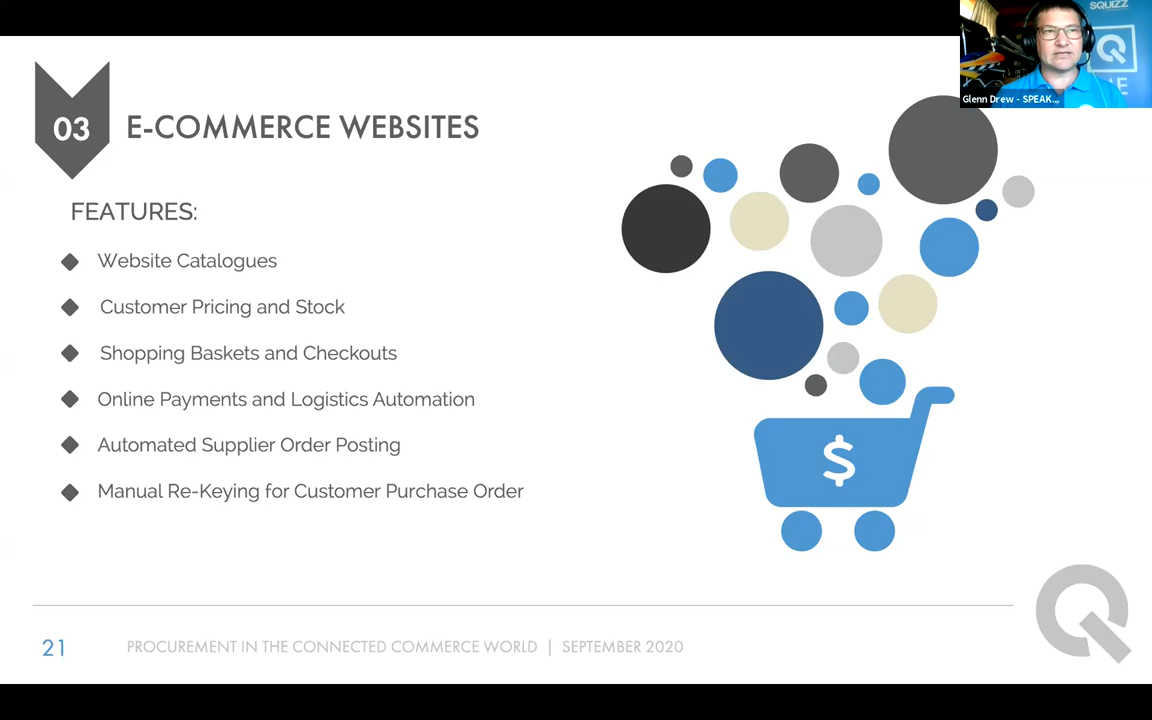 SQUIZZ
Glenn Drew - SPEAK...
03
E-COMMERCE WEBSITES
FEATURES:
Website Catalogues
Customer Pricing and Stock
Shopping Baskets and Checkouts
Online Payments and Logistics Automation
Automated Supplier Order Posting
Manual Re-Keying for Customer Purchase Order
$
21
PROCUREMENT IN THE CONNECTED COMMERCE WORLD | SEPTEMBER 2020